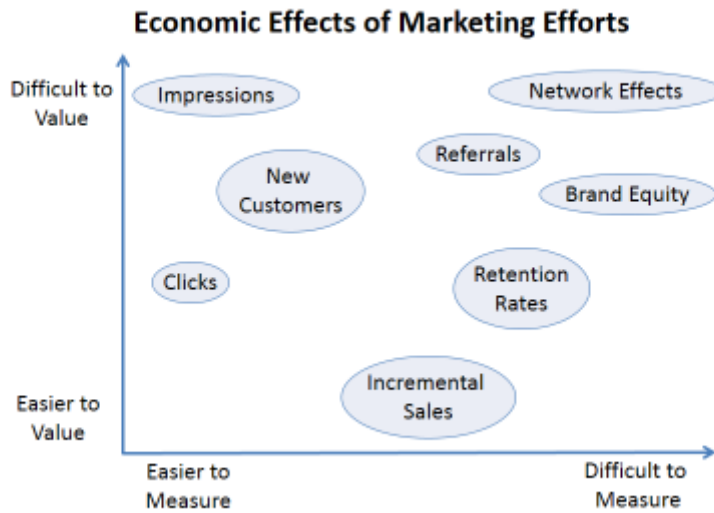 Economic Effects of Marketing Efforts
Difficult to
Value
Impressions
Network Effects
Referrals
New
Customers
Brand Equity
Clicks
Retention
Rates
Incremental
Sales
Easier to
Value
Easier to
Measure
Difficult to
Measure